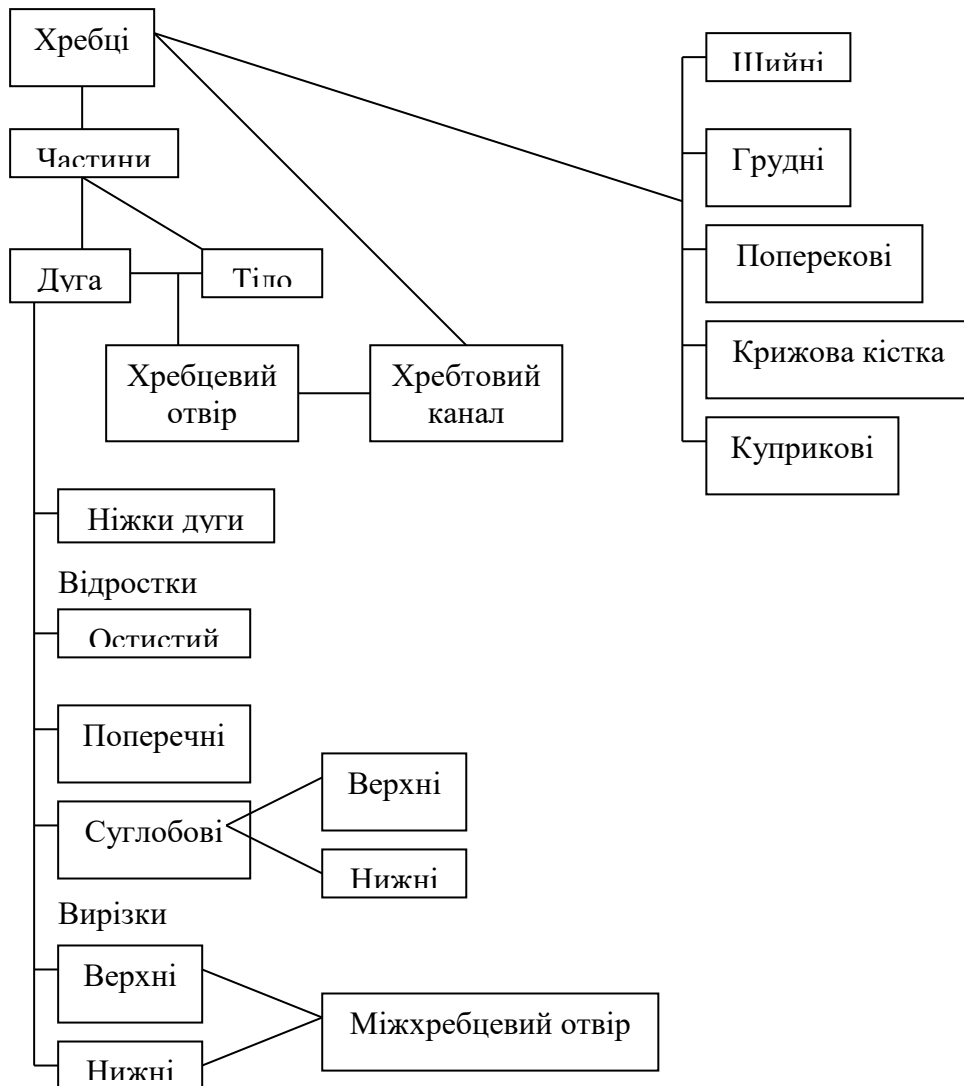 Хребці
Шийні
Частини
Грудні
Дуга
Тіло
Поперекові
Хребцевий
отвір
Хребтовий
канал
Крижова кістка
Куприкові
Ніжки дуги
Відростки
Остистий
Поперечні
Суглобові
Верхні
Нижні
Вирізки
Верхні
Міжхребцевий отвір
Нижні